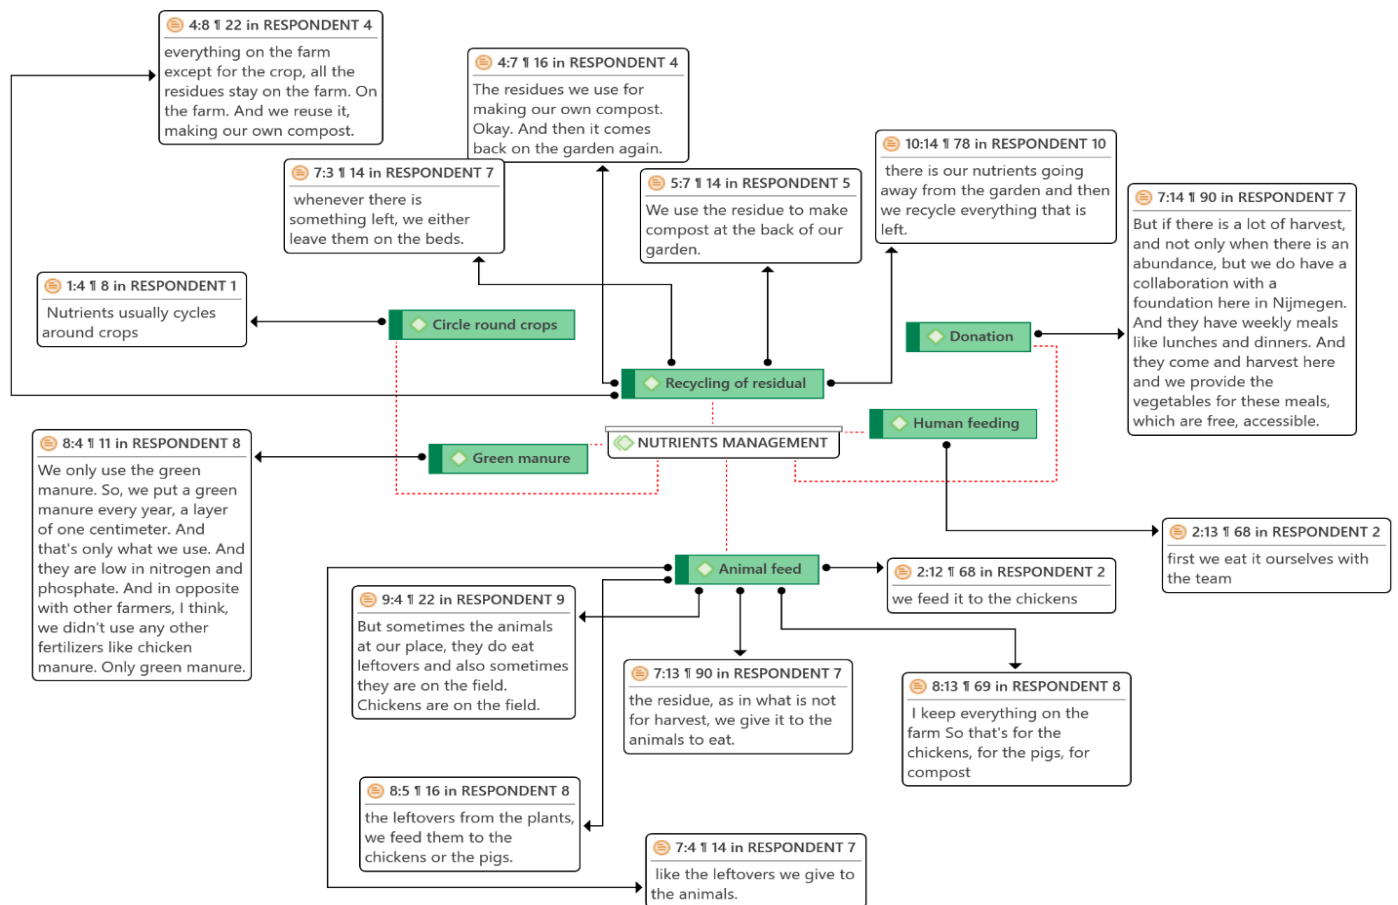 4:8 ¶ 22 in RESPONDENT 4
everything on the farm
except for the crop, all the
residues stay on the farm. On
the farm. And we reuse it,
making our own compost.
4:7 ¶ 16 in RESPONDENT 4
The residues we use for
making our own compost.
Okay. And then it comes
back on the garden again.
7:3 ¶ 14 in RESPONDENT 7
whenever there is
something left, we either
leave them on the beds.
5:7 ¶ 14 in RESPONDENT 5
We use the residue to make
compost at the back of our
garden.
10:14 ¶ 78 in RESPONDENT 10
there is our nutrients going
away from the garden and then
we recycle everything that is
left.
7:14 ¶ 90 in RESPONDENT 7
But if there is a lot of harvest,
and not only when there is an
abundance, but we do have a
collaboration with a
foundation here in Nijmegen.
And they have weekly meals
like lunches and dinners. And
they come and harvest here
and we provide the
vegetables for these meals,
which are free, accessible.
1:4 ¶ 8 in RESPONDENT 1
Nutrients usually cycles
around crops
Circle round crops
Donation
Recycling of residual
Human feeding
NUTRIENTS MANAGEMENT
Green manure
8:4 ¶ 11 in RESPONDENT 8
We only use the green
manure. So, we put a green
manure every year, a layer
of one centimeter. And
that's only what we use. And
they are low in nitrogen and
phosphate. And in opposite
with other farmers, I think,
we didn't use any other
fertilizers like chicken
manure. Only green manure.
2:13 ¶ 68 in RESPONDENT 2
first we eat it ourselves with
the team
Animal feed
2:12 ¶ 68 in RESPONDENT 2
we feed it to the chickens
9:4 ¶ 22 in RESPONDENT 9
But sometimes the animals
at our place, they do eat
leftovers and also sometimes
they are on the field.
Chickens are on the field.
7:13 ¶ 90 in RESPONDENT 7
the residue, as in what is not
for harvest, we give it to the
animals to eat.
8:13 ¶ 69 in RESPONDENT 8
I keep everything on the
farm So that's for the
chickens, for the pigs, for
compost
8:5 ¶ 16 in RESPONDENT 8
the leftovers from the plants,
we feed them to the
chickens or the pigs.
7:4 ¶ 14 in RESPONDENT 7
like the leftovers we give to
the animals.